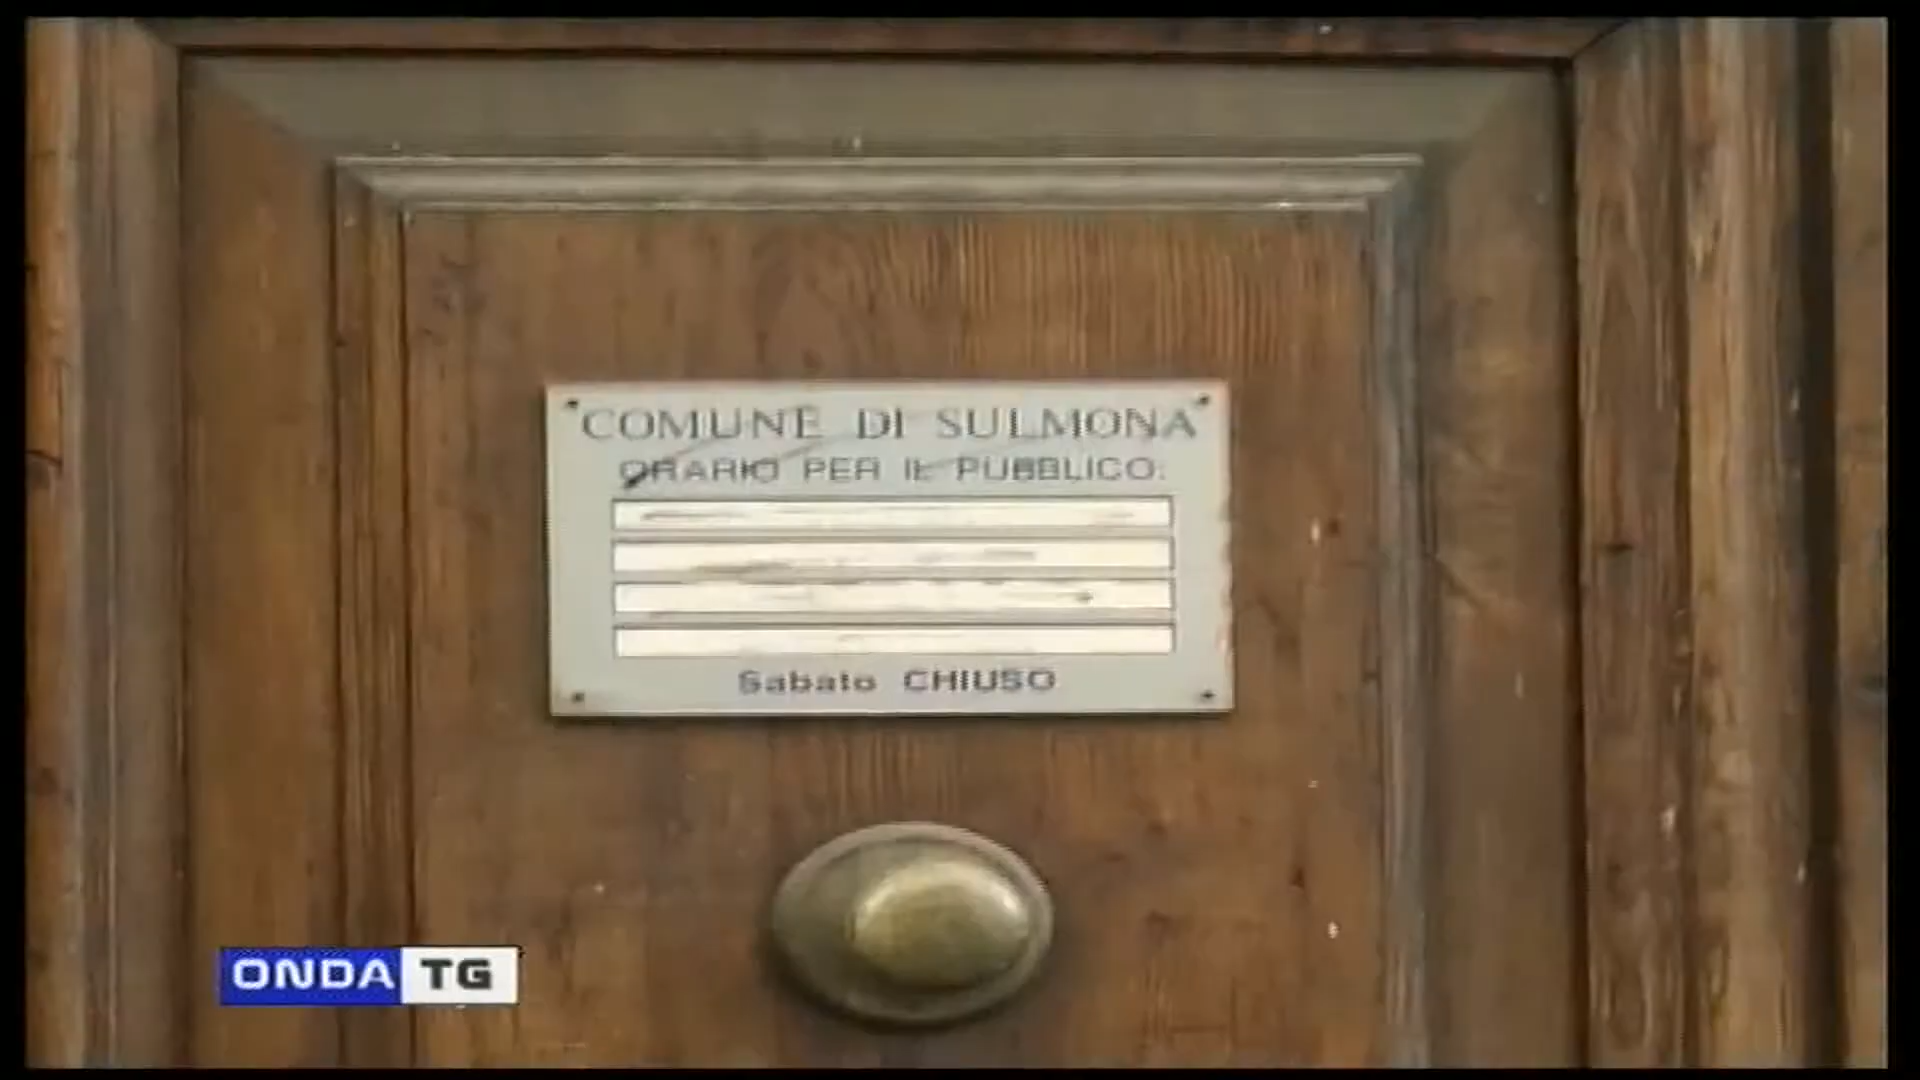 COMUNE DI SULMONA
ORARIO PER IL PUBBLICO:
Sabato CHIUSO
ONDA TG